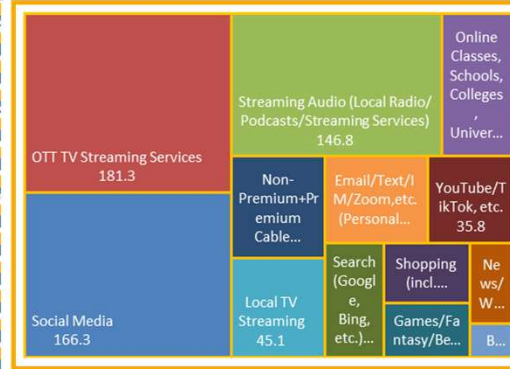 OTT TV Streaming Services
181.3
Social Media
166.3
Streaming Audio (Local Radio/
Podcasts/Streaming Services)
146.8
Online
Classes,
Schools,
Colleges
,
Univer...
Non-
Premium+Pr
emium
Cable...
Email/Text/I
M/Zoom,etc.
(Personal...
YouTube/T
ikTok, etc.
35.8
Local TV
Streaming
45.1
Search
(Googl
e,
Bing,
etc.)...
Shopping
(incl....
Games/Fa
ntasy/Be...
Ne
ws/
W...
B...